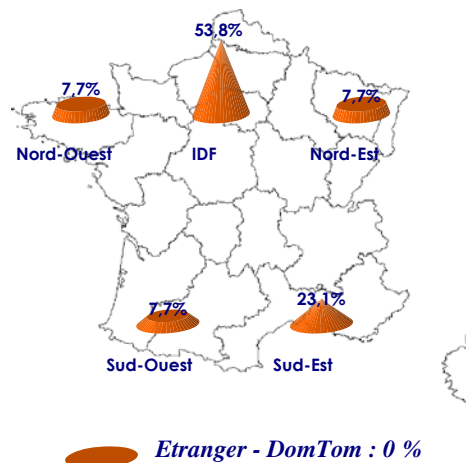 53,8%
7,7%
7,7%
Nord-Ouest
IDF
Nord-Est
7,7%
23,1%
Sud-Ouest
Sud-Est
Etranger - DomTom : 0 %